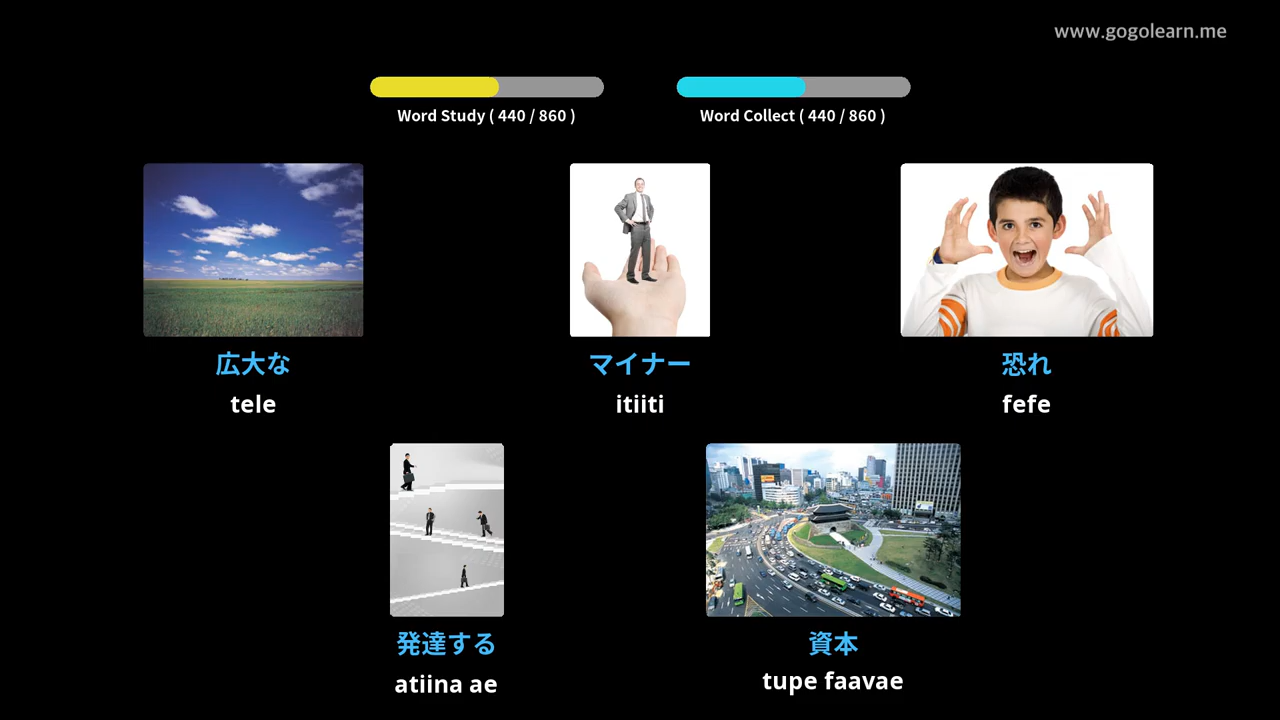 www.gogolearn.me
Word Study ( 440 / 860 )
Word Collect ( 440 / 860 )
広大な
tele
マイナー
itiiti
恐れ
fefe
発達する
atiina ae
資本
tupe faavae